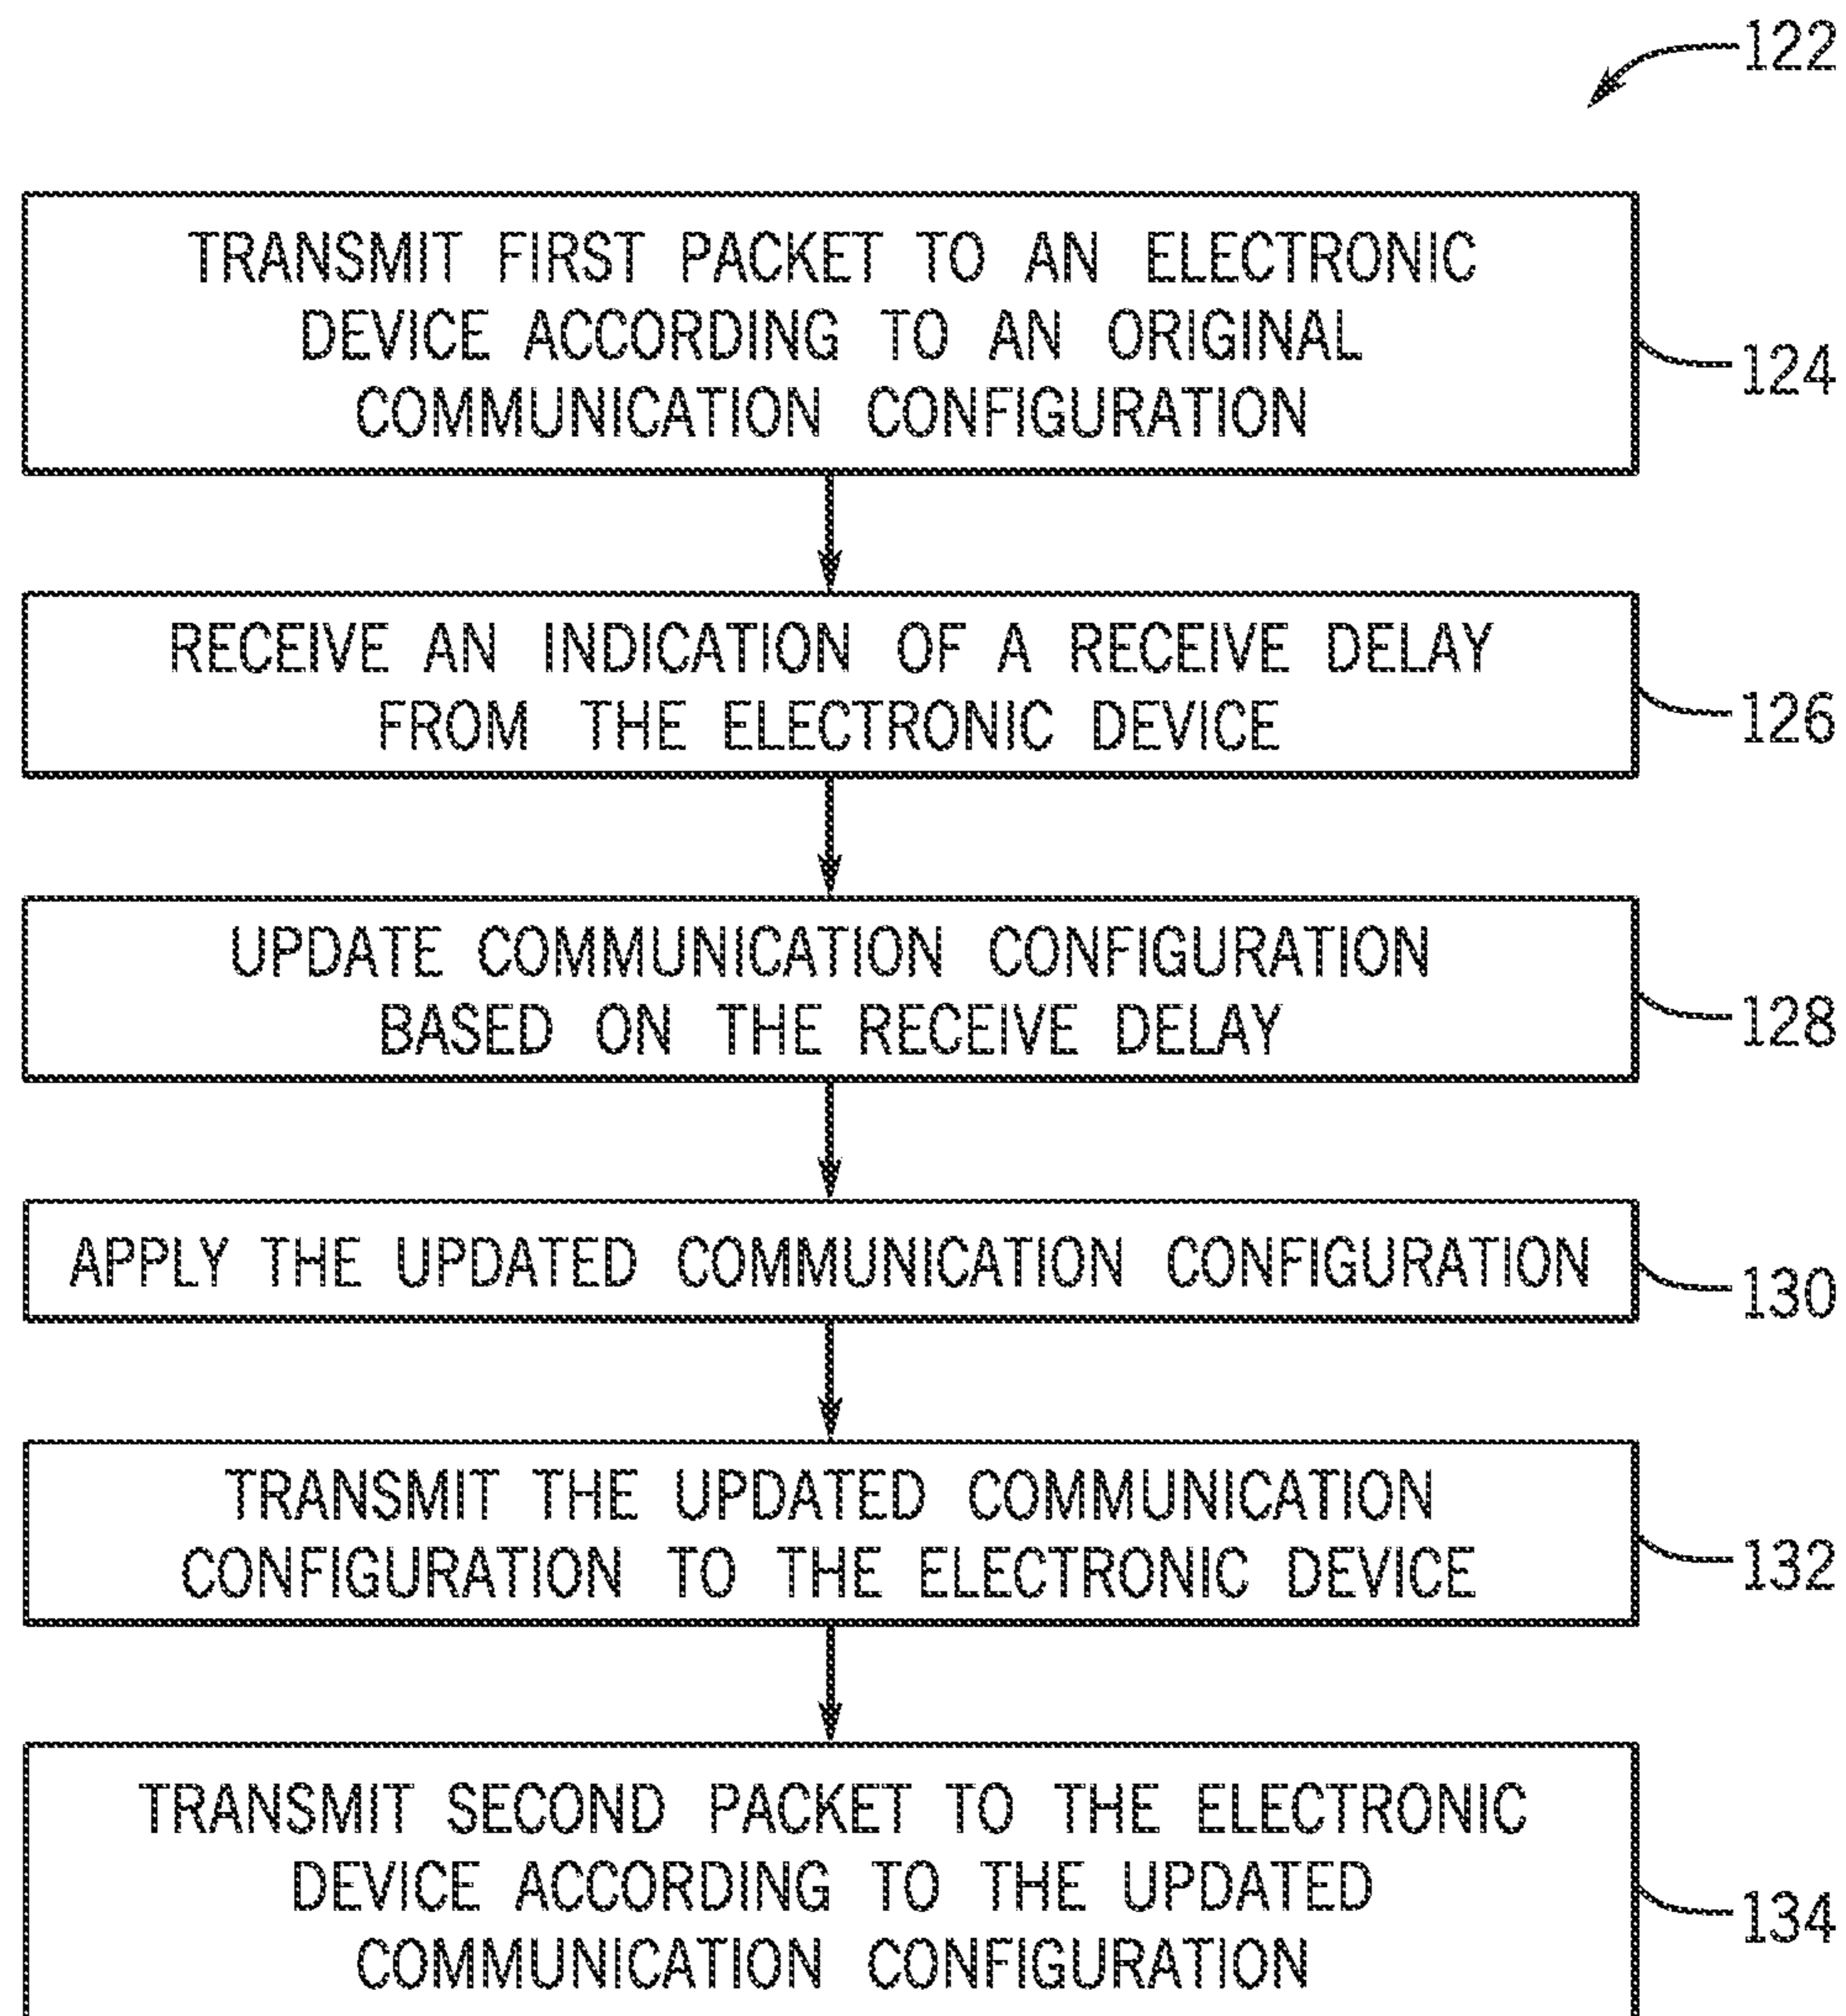 122
TRANSMIT FIRST PACKET TO AN ELECTRONIC
DEVICE ACCORDING TO AN ORIGINAL
COMMUNICATION CONFIGURATION
124
RECEIVE AN INDICATION OF A RECEIVE DELAY
FROM THE ELECTRONIC DEVICE
126
UPDATE COMMUNICATION CONFIGURATION
BASED ON THE RECEIVE DELAY
128
APPLY THE UPDATED COMMUNICATION CONFIGURATION
130
TRANSMIT THE UPDATED COMMUNICATION
CONFIGURATION TO THE ELECTRONIC DEVICE
132
TRANSMIT SECOND PACKET TO THE ELECTRONIC
DEVICE ACCORDING TO THE UPDATED
COMMUNICATION CONFIGURATION
134